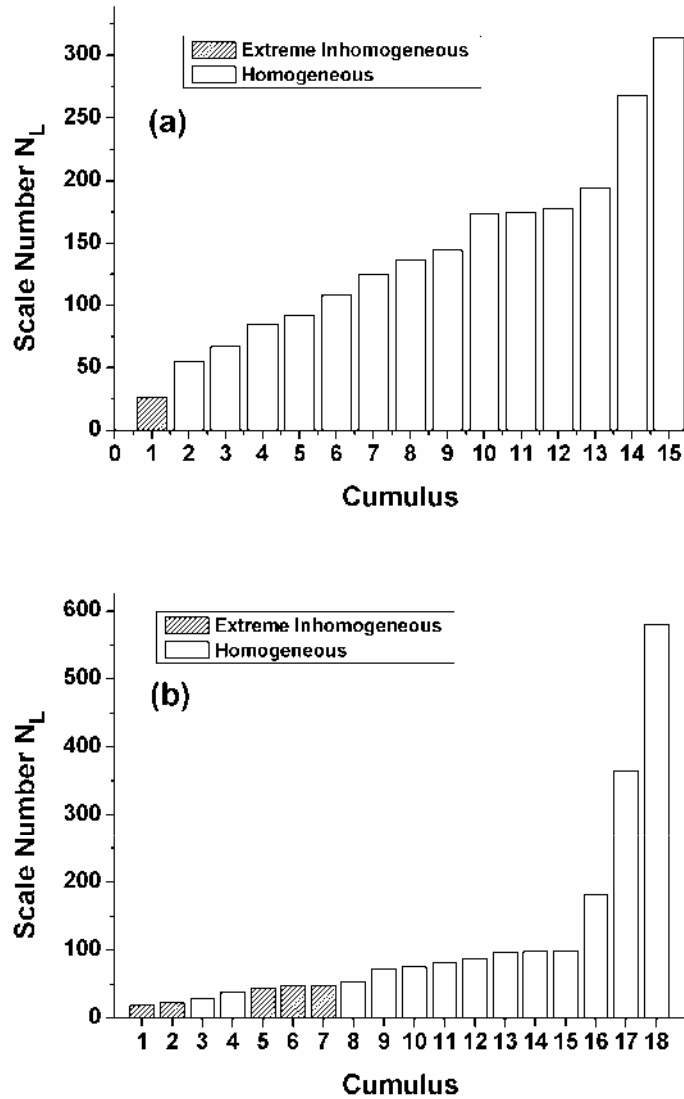 Extreme Inhomogeneous
Homogeneous
(a)
Scale Number N_L
300
250
200
150
100
50
0
0 1 2 3 4 5 6 7 8 9 10 11 12 13 14 15
Cumulus
Extreme Inhomogeneous
Homogeneous
(b)
Scale Number N_L
600
500
400
300
200
100
0
1 2 3 4 5 6 7 8 9 10 11 12 13 14 15 16 17 18
Cumulus